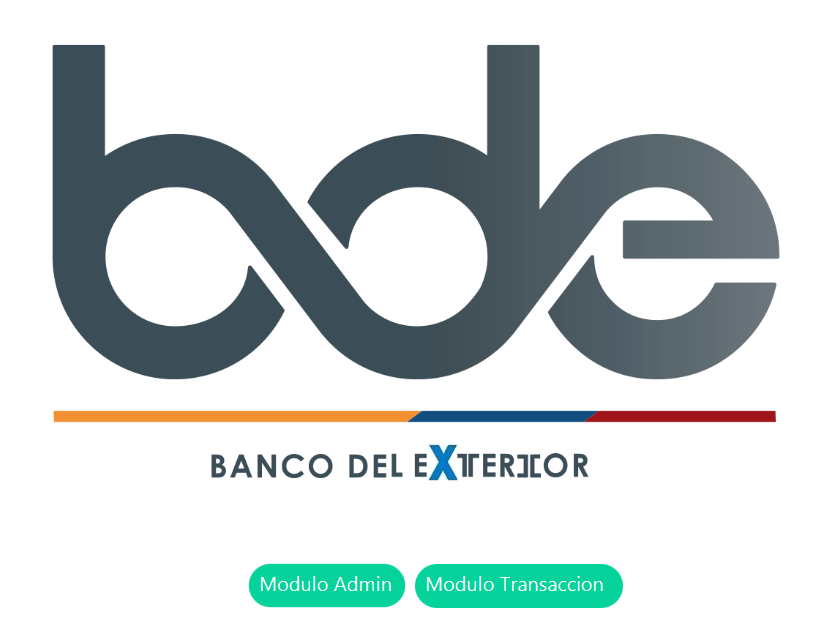 bde
BANCO DEL EXTERIOR
Modulo Admin
Modulo Transaccion